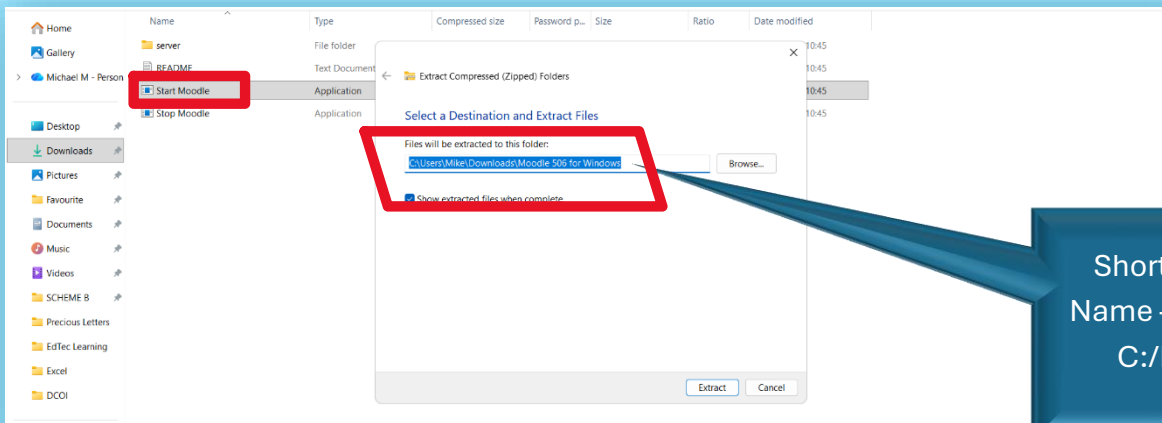 Name Type Compressed size Password p... Size Ratio Date modified
Home
Gallery
Michael M - Person
Desktop
Downloads
Pictures
Favourite
Documents
Music
Videos
SCHEME B
Precious Letters
EdTec Learning
Excel
DCOI
server File folder 10:45
README Text Document 10:45
Start Moodle Application 10:45
Stop Moodle Application 10:45
Extract Compressed (Zipped) Folders
Select a Destination and Extract Files
Files will be extracted to this folder:
C:\Users\Mike\Downloads\Moodle 506 for Windows
Browse...
Show extracted files when complete
Extract Cancel
Short
Name -
C:/